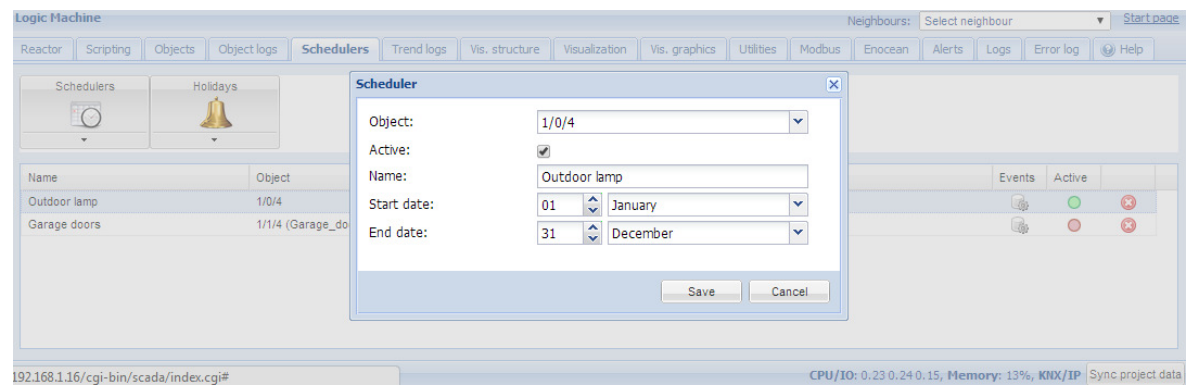 Logic Machine Neighbours: Select neighbour Start page
Reactor Scripting Objects Object logs Schedulers Trend logs Vis. structure Visualization Vis. graphics Utilities Modbus Enocean Alerts Logs Error log Help
Schedulers Holidays
Scheduler
Object: 1/0/4
Active:
Name: Outdoor lamp
Start date: 01 January
End date: 31 December
Save Cancel
Name Object Events Active
Outdoor lamp 1/0/4
Garage doors 1/1/4 (Garage_do
192.168.1.16/cgi-bin/scada/index.cgi# CPU/IO: 0.23 0.24 0.15, Memory: 13%, KNX/IP Sync project data